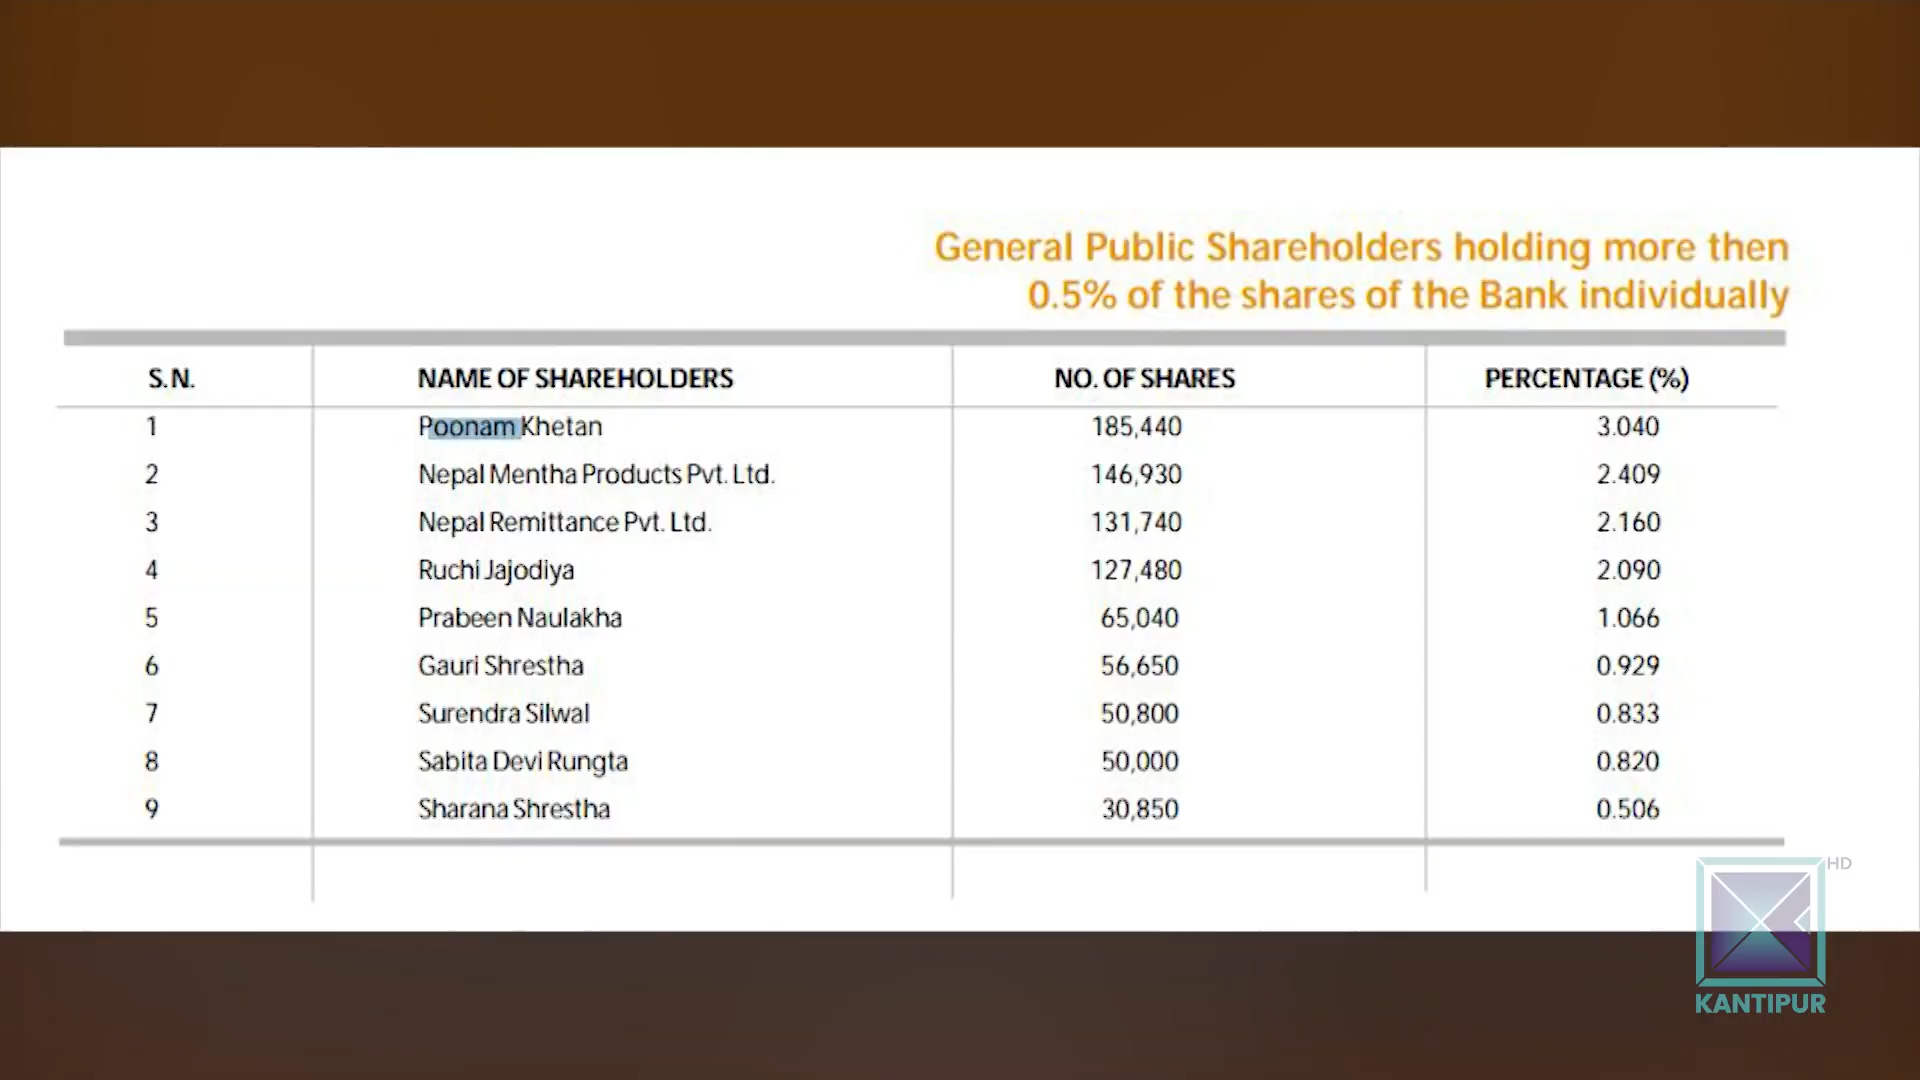 General Public Shareholders holding more then
0.5% of the shares of the Bank individually
S.N. NAME OF SHAREHOLDERS NO. OF SHARES PERCENTAGE (%)
1 Poonam Khetan 185,440 3.040
2 Nepal Mentha Products Pvt. Ltd. 146,930 2.409
3 Nepal Remittance Pvt. Ltd. 131,740 2.160
4 Ruchi Jajodiya 127,480 2.090
5 Prabeen Naulakha 65,040 1.066
6 Gauri Shrestha 56,650 0.929
7 Surendra Silwal 50,800 0.833
8 Sabita Devi Rungta 50,000 0.820
9 Sharana Shrestha 30,850 0.506
HD
KANTIPUR